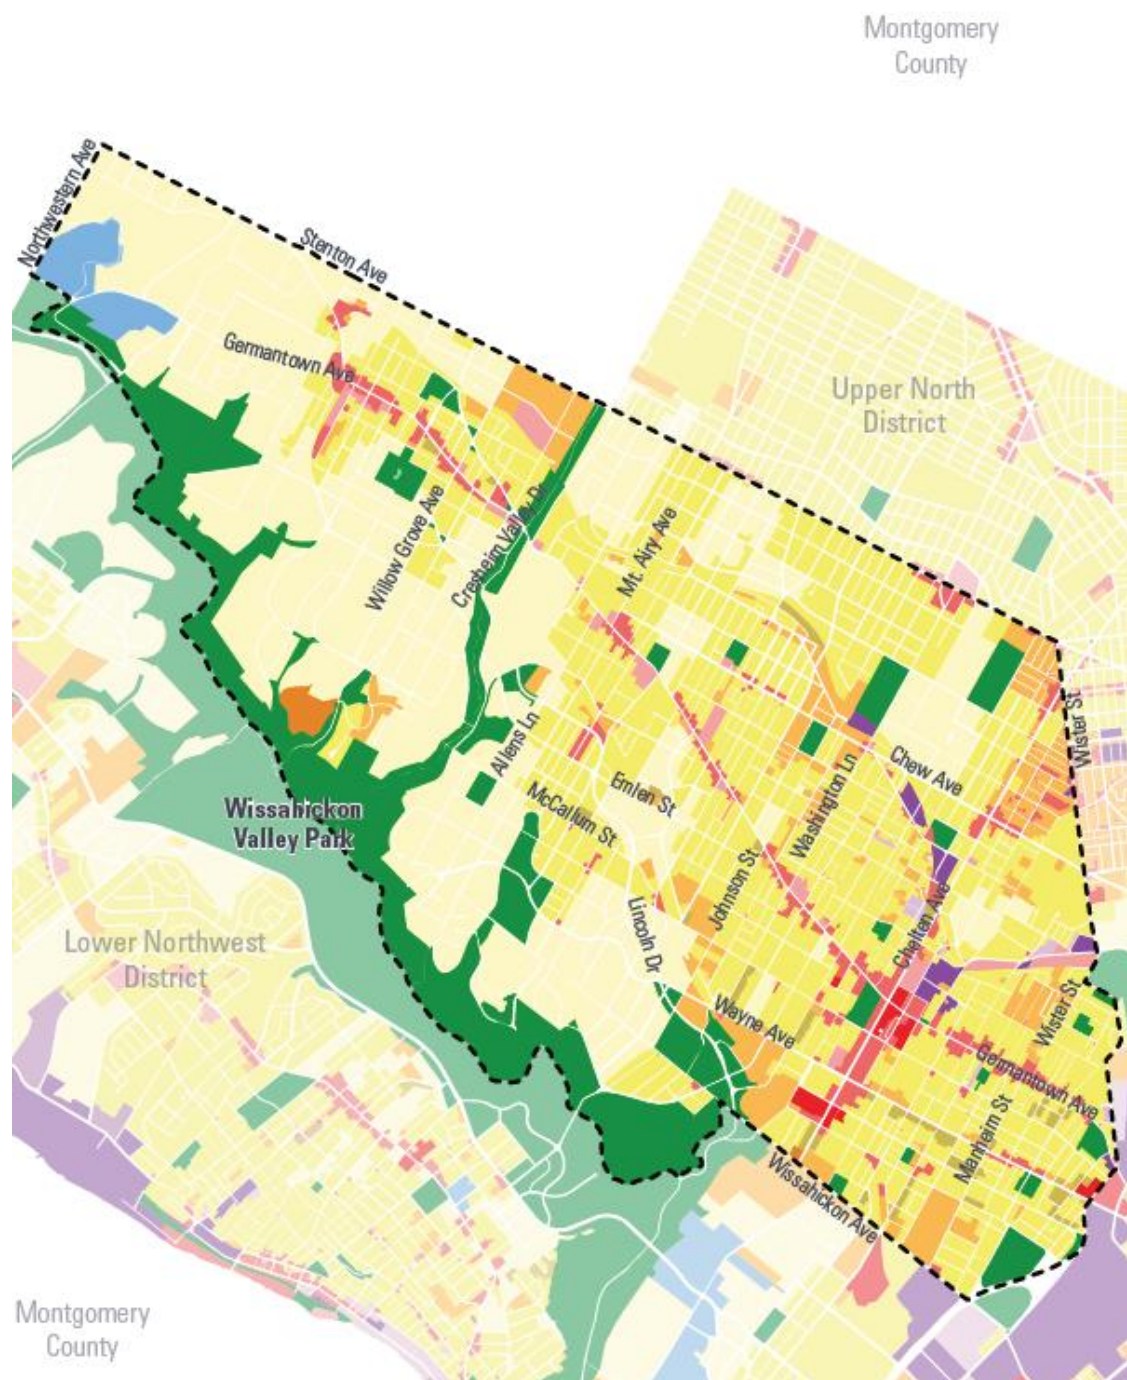 Montgomery
County
Northwestern Ave
Stenton Ave
Germantown Ave
Upper North
District
Willow Grove Ave
Cresheim Valley Dr
Mt. Airy Ave
Wister St
Allens Ln
Chew Ave
Emlen St
Washington Ln
McCallum St
Wissahickon
Valley Park
Johnson St
Lincoln Dr
Chelten Ave
Lower Northwest
District
Wayne Ave
Wister St
Germantown Ave
Manheim St
Wissahickon Ave
Montgomery
County